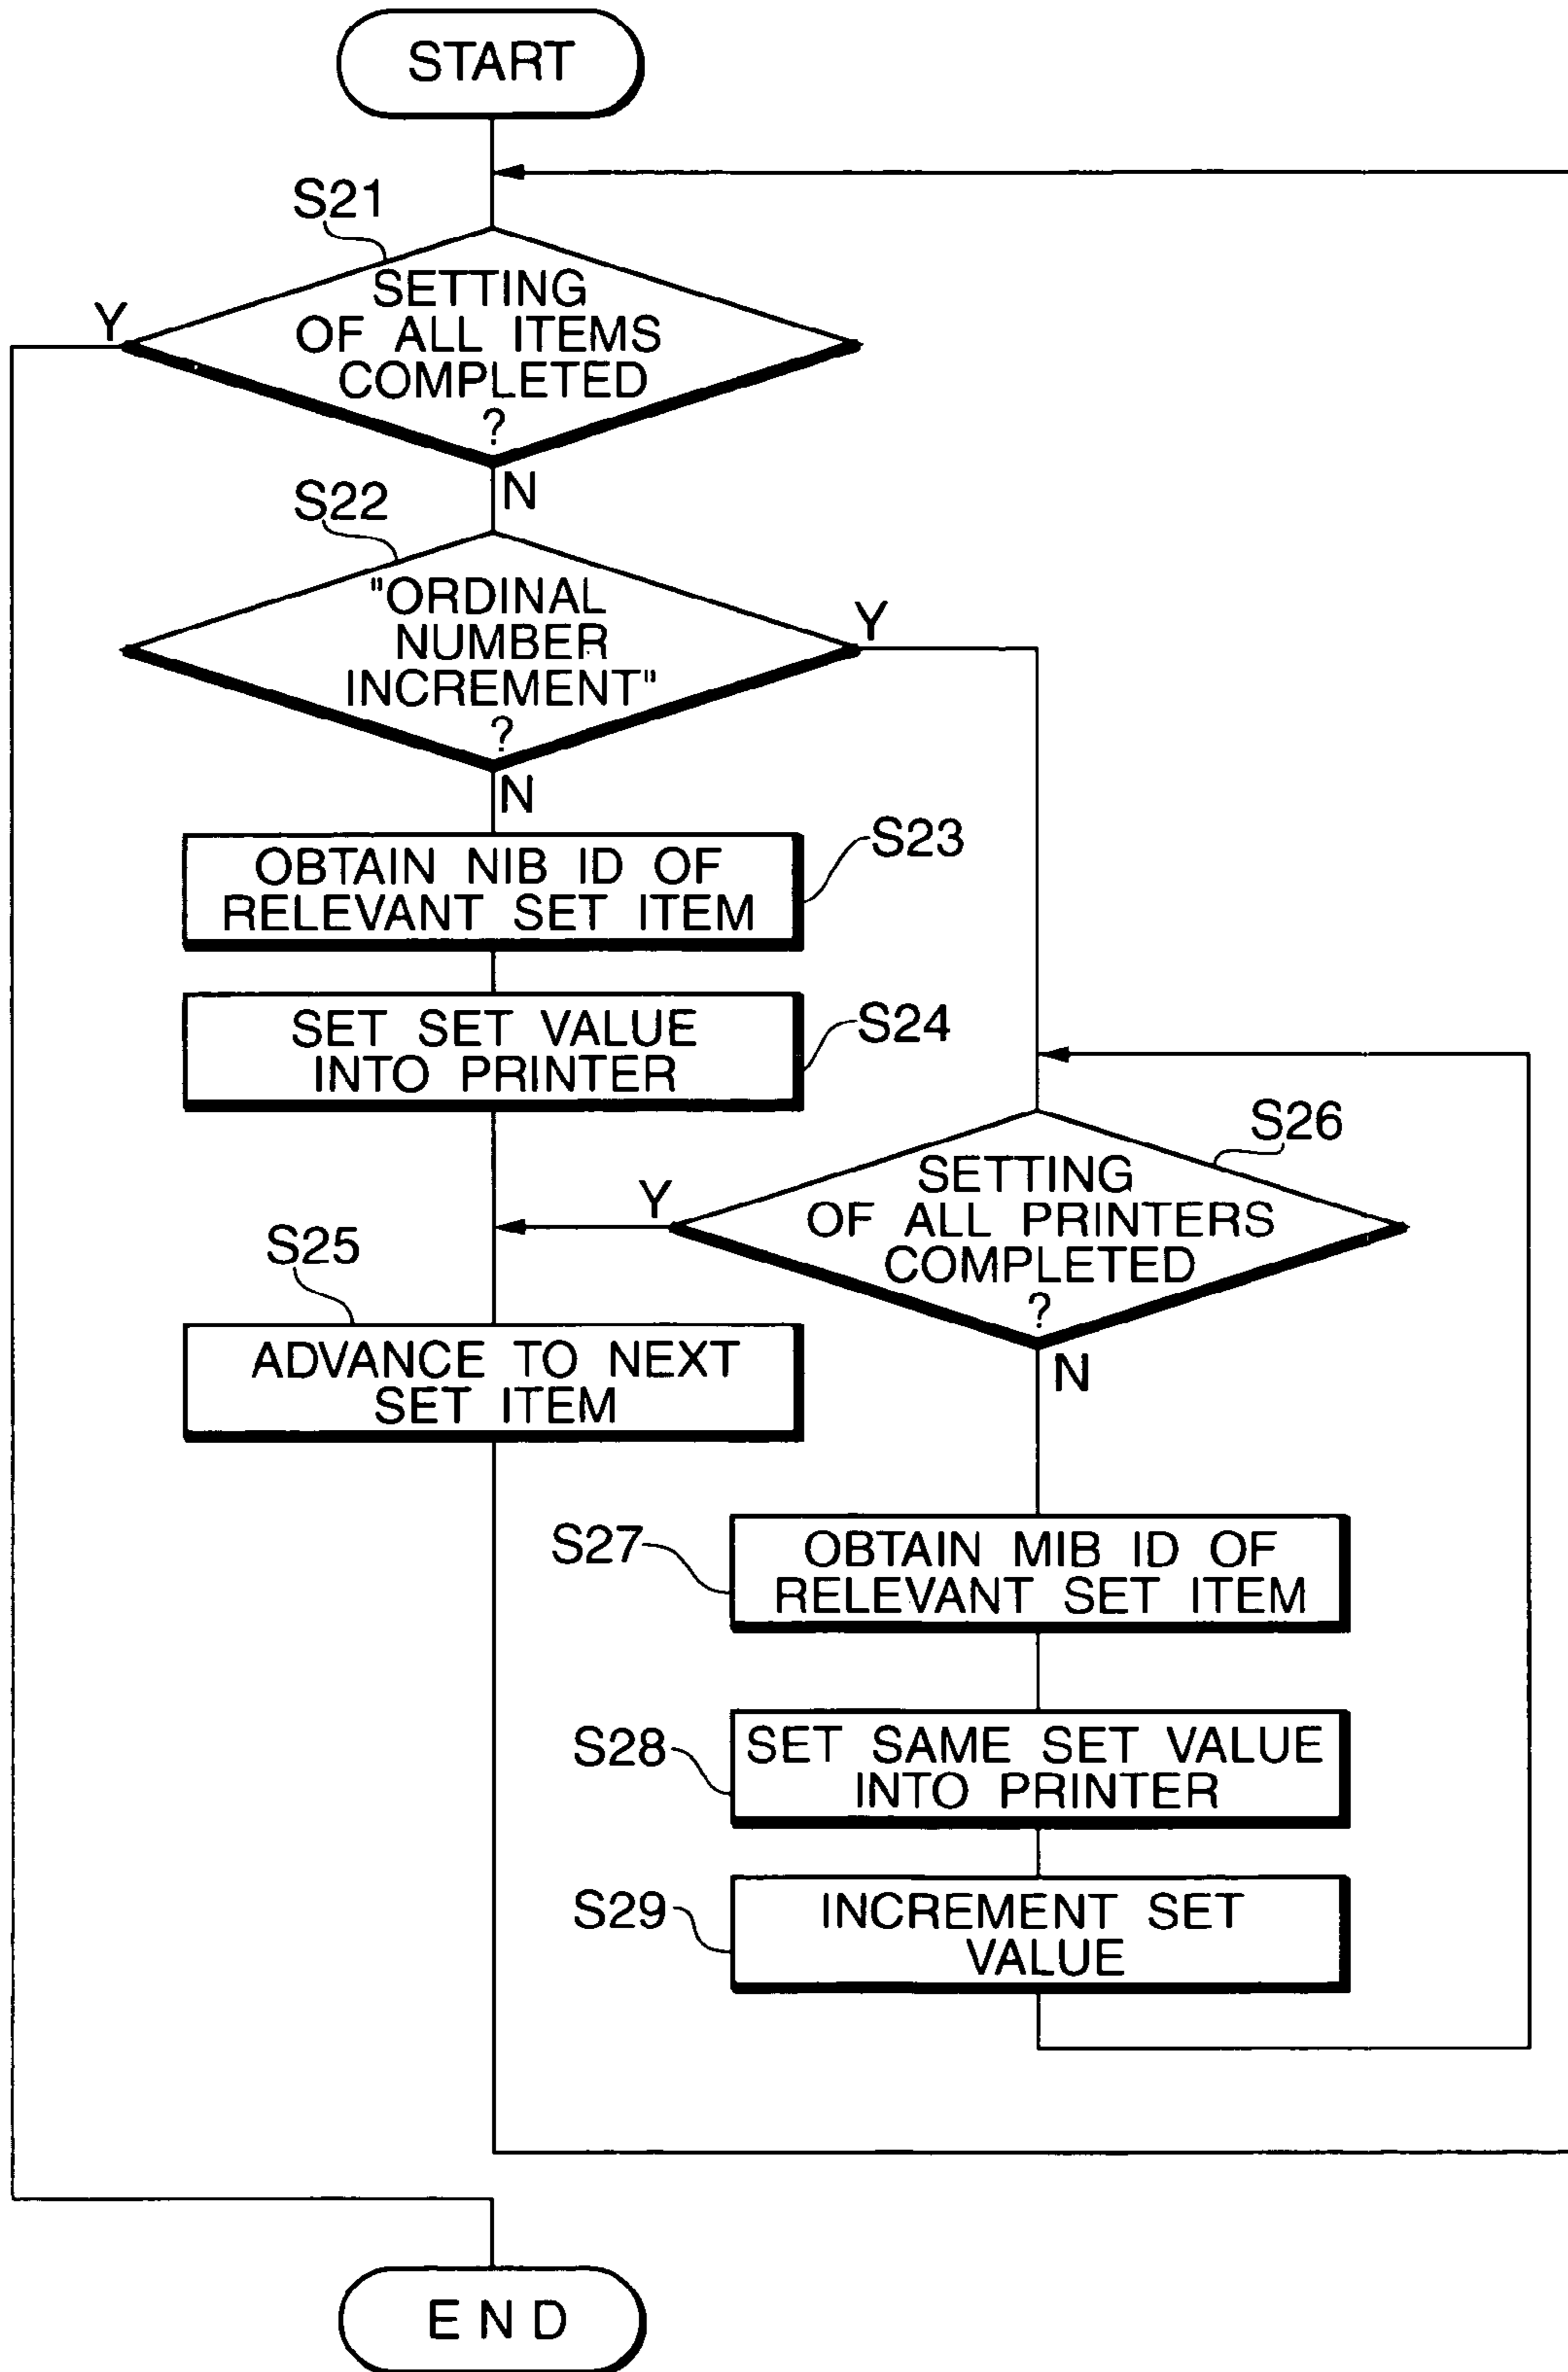 START
S21
SETTING
OF ALL ITEMS
COMPLETED
?
Y
N
S22
"ORDINAL
NUMBER
INCREMENT"
?
Y
N
OBTAIN NIB ID OF
RELEVANT SET ITEM
S23
SET SET VALUE
INTO PRINTER
S24
S26
SETTING
OF ALL PRINTERS
COMPLETED
?
Y
N
S25
ADVANCE TO NEXT
SET ITEM
S27
OBTAIN MIB ID OF
RELEVANT SET ITEM
S28
SET SAME SET VALUE
INTO PRINTER
S29
INCREMENT SET
VALUE
END